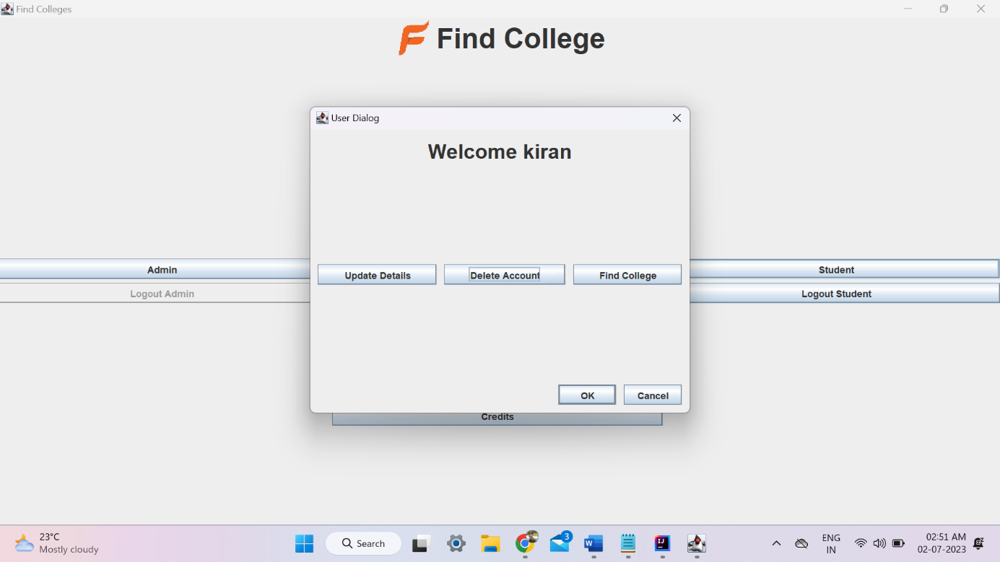 Find Colleges
Find College
User Dialog
Welcome kiran
Admin
Update Details
Delete Account
Find College
Student
Logout Admin
Logout Student
OK
Cancel
Credits
23°C
Mostly cloudy
Search
3
W
IJ
ENG
IN
02:51 AM
02-07-2023